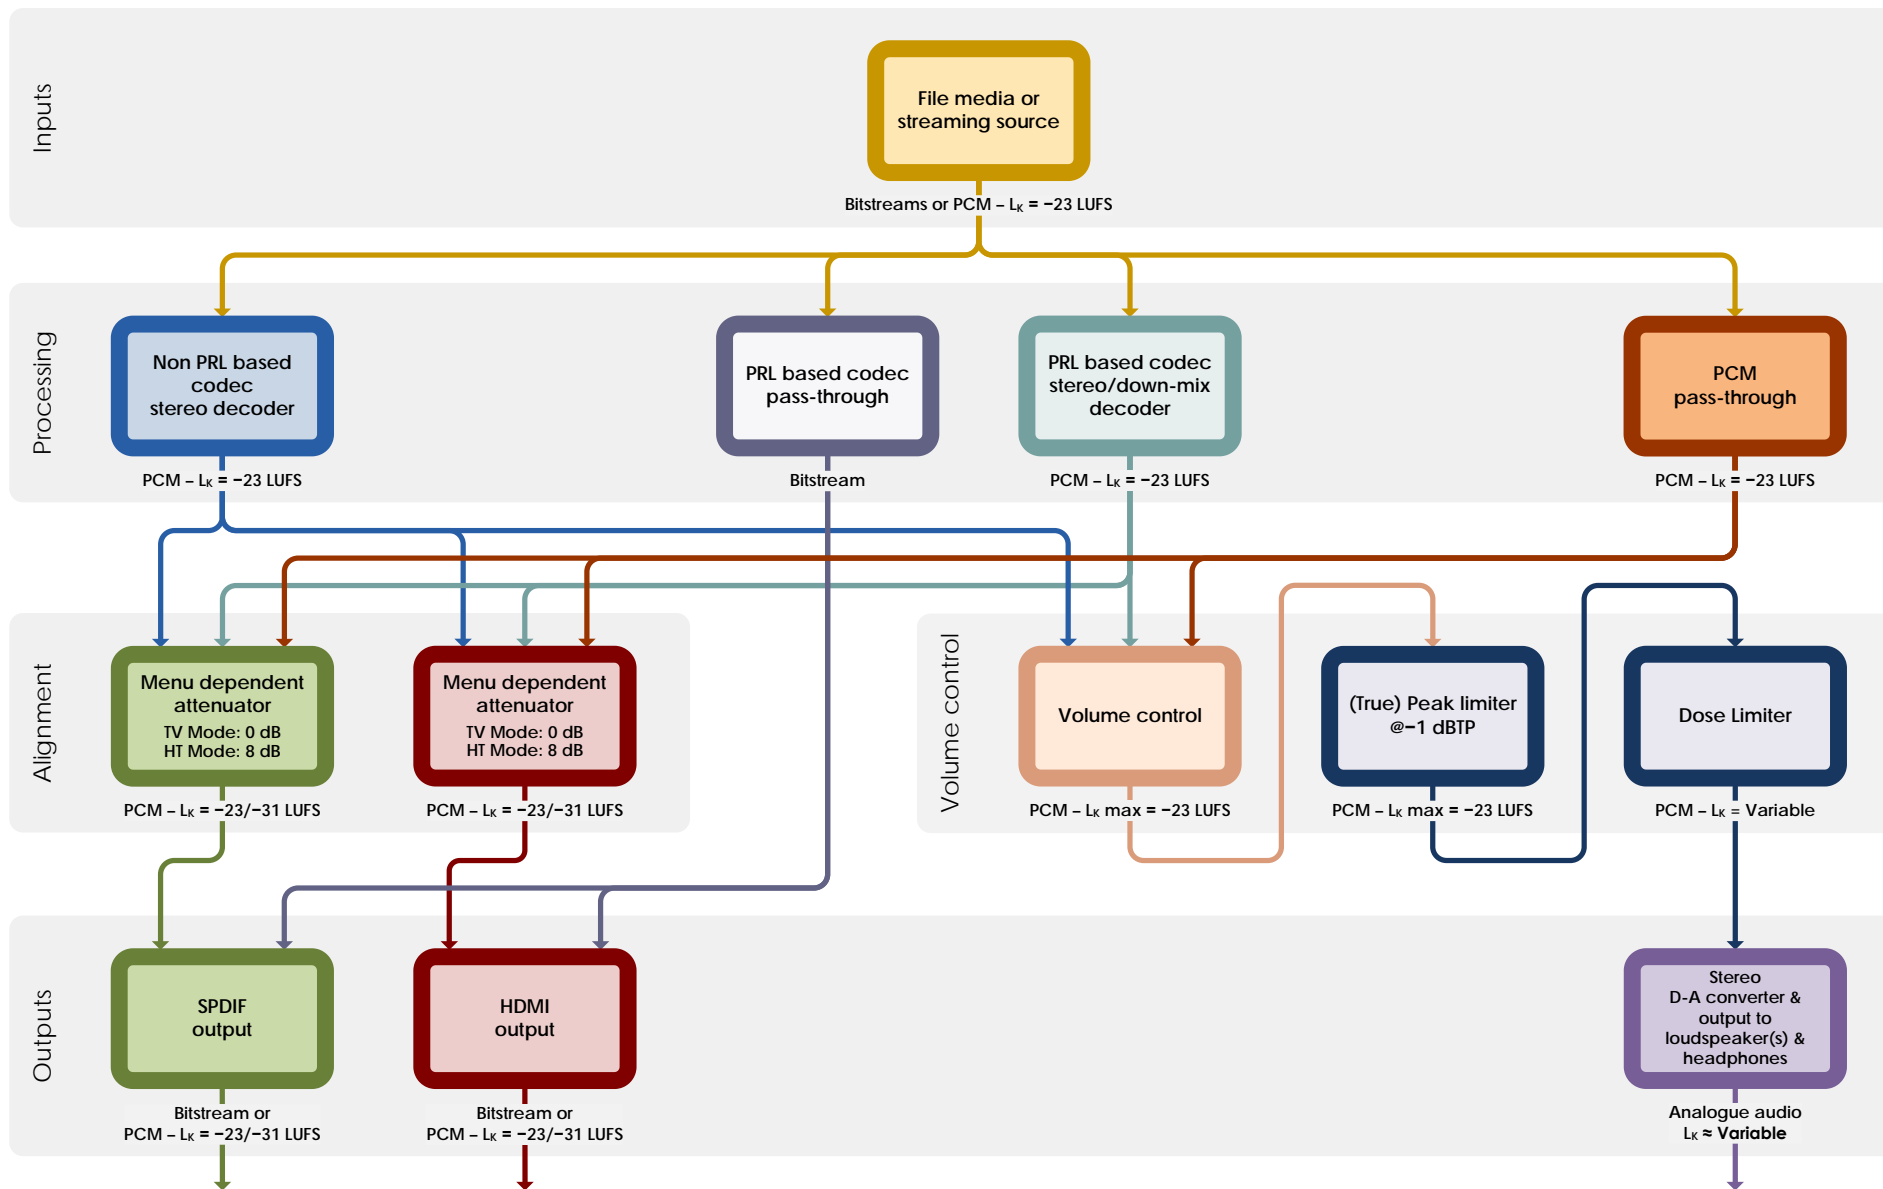 Inputs
File media or
streaming source
Bitstreams or PCM – LK = −23 LUFS
Processing
Non PRL based
codec
stereo decoder
PRL based codec
pass-through
PRL based codec
stereo/down-mix
decoder
PCM
pass-through
PCM – LK = −23 LUFS
Bitstream
PCM – LK = −23 LUFS
PCM – LK = −23 LUFS
Alignment
Menu dependent
attenuator
TV Mode: 0 dB
HT Mode: 8 dB
Menu dependent
attenuator
TV Mode: 0 dB
HT Mode: 8 dB
Volume control
Volume control
(True) Peak limiter
@−1 dBTP
Dose Limiter
PCM – LK = −23/−31 LUFS
PCM – LK = −23/−31 LUFS
PCM – LK max = −23 LUFS
PCM – LK max = −23 LUFS
PCM – LK = Variable
Outputs
SPDIF
output
HDMI
output
Stereo
D-A converter &
output to
loudspeaker(s) &
headphones
Bitstream or
PCM – LK = −23/−31 LUFS
Bitstream or
PCM – LK = −23/−31 LUFS
Analogue audio
LK ≈ Variable